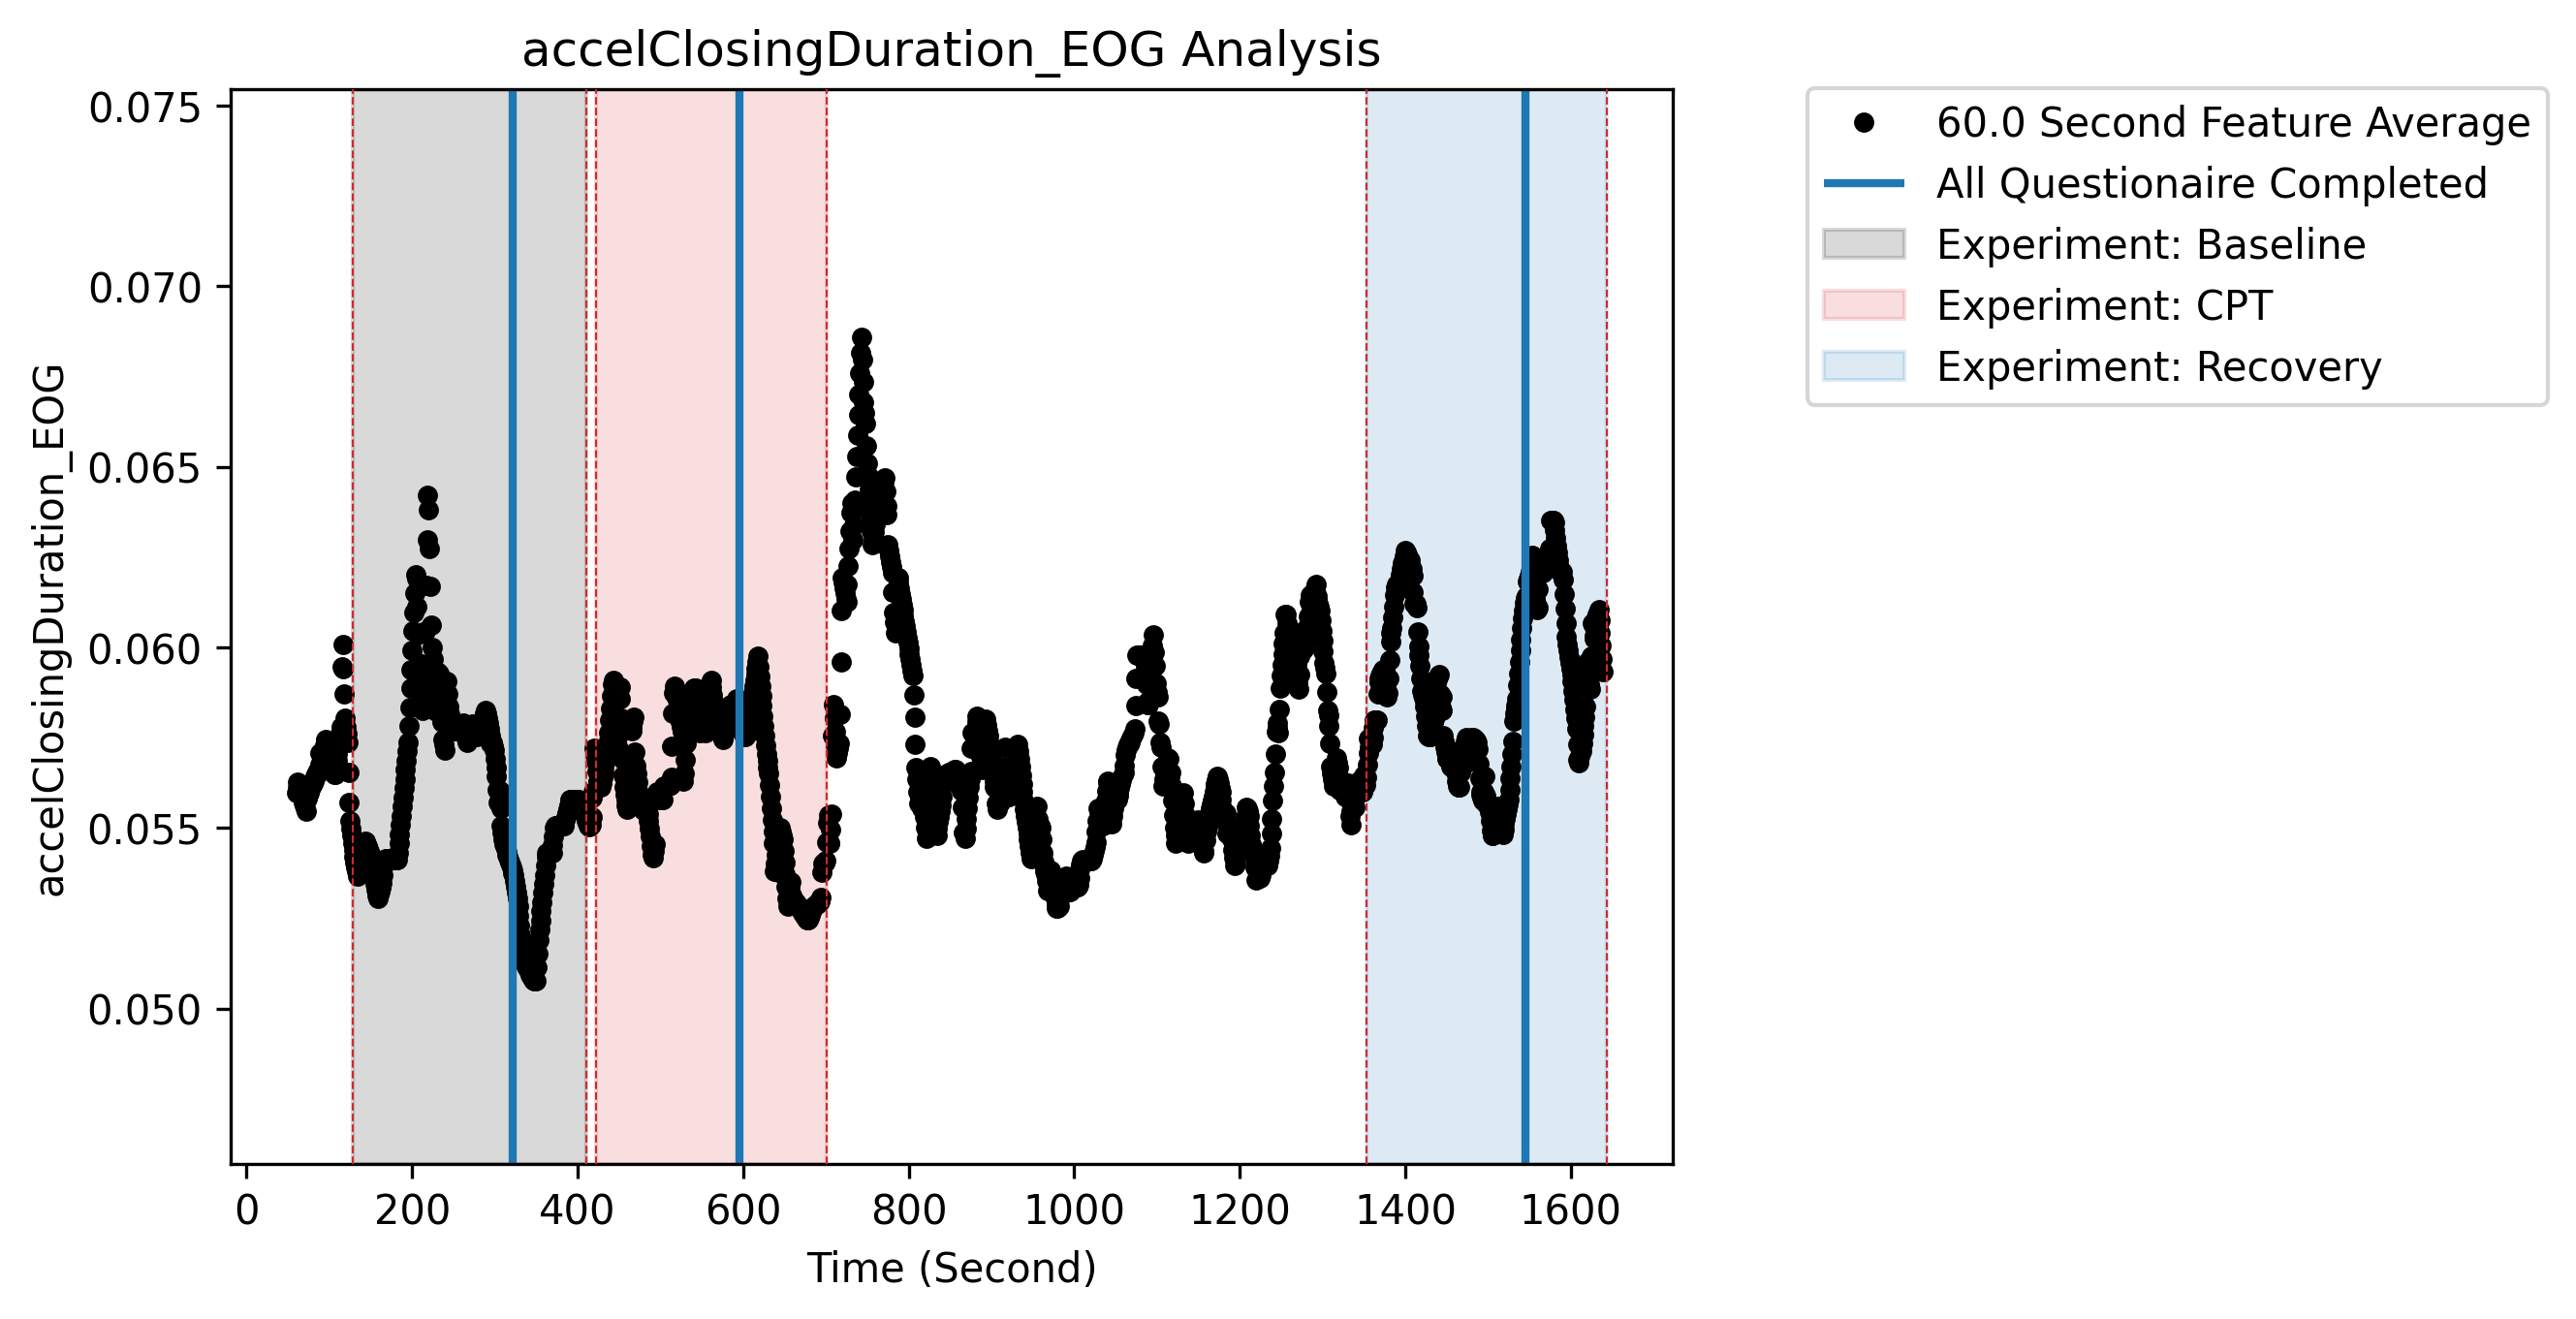 accelClosingDuration_EOG Analysis
accelClosingDuration_EOG
0.075
0.070
0.065
0.060
0.055
0.050
0 200 400 600 800 1000 1200 1400 1600
Time (Second)
60.0 Second Feature Average
All Questionaire Completed
Experiment: Baseline
Experiment: CPT
Experiment: Recovery